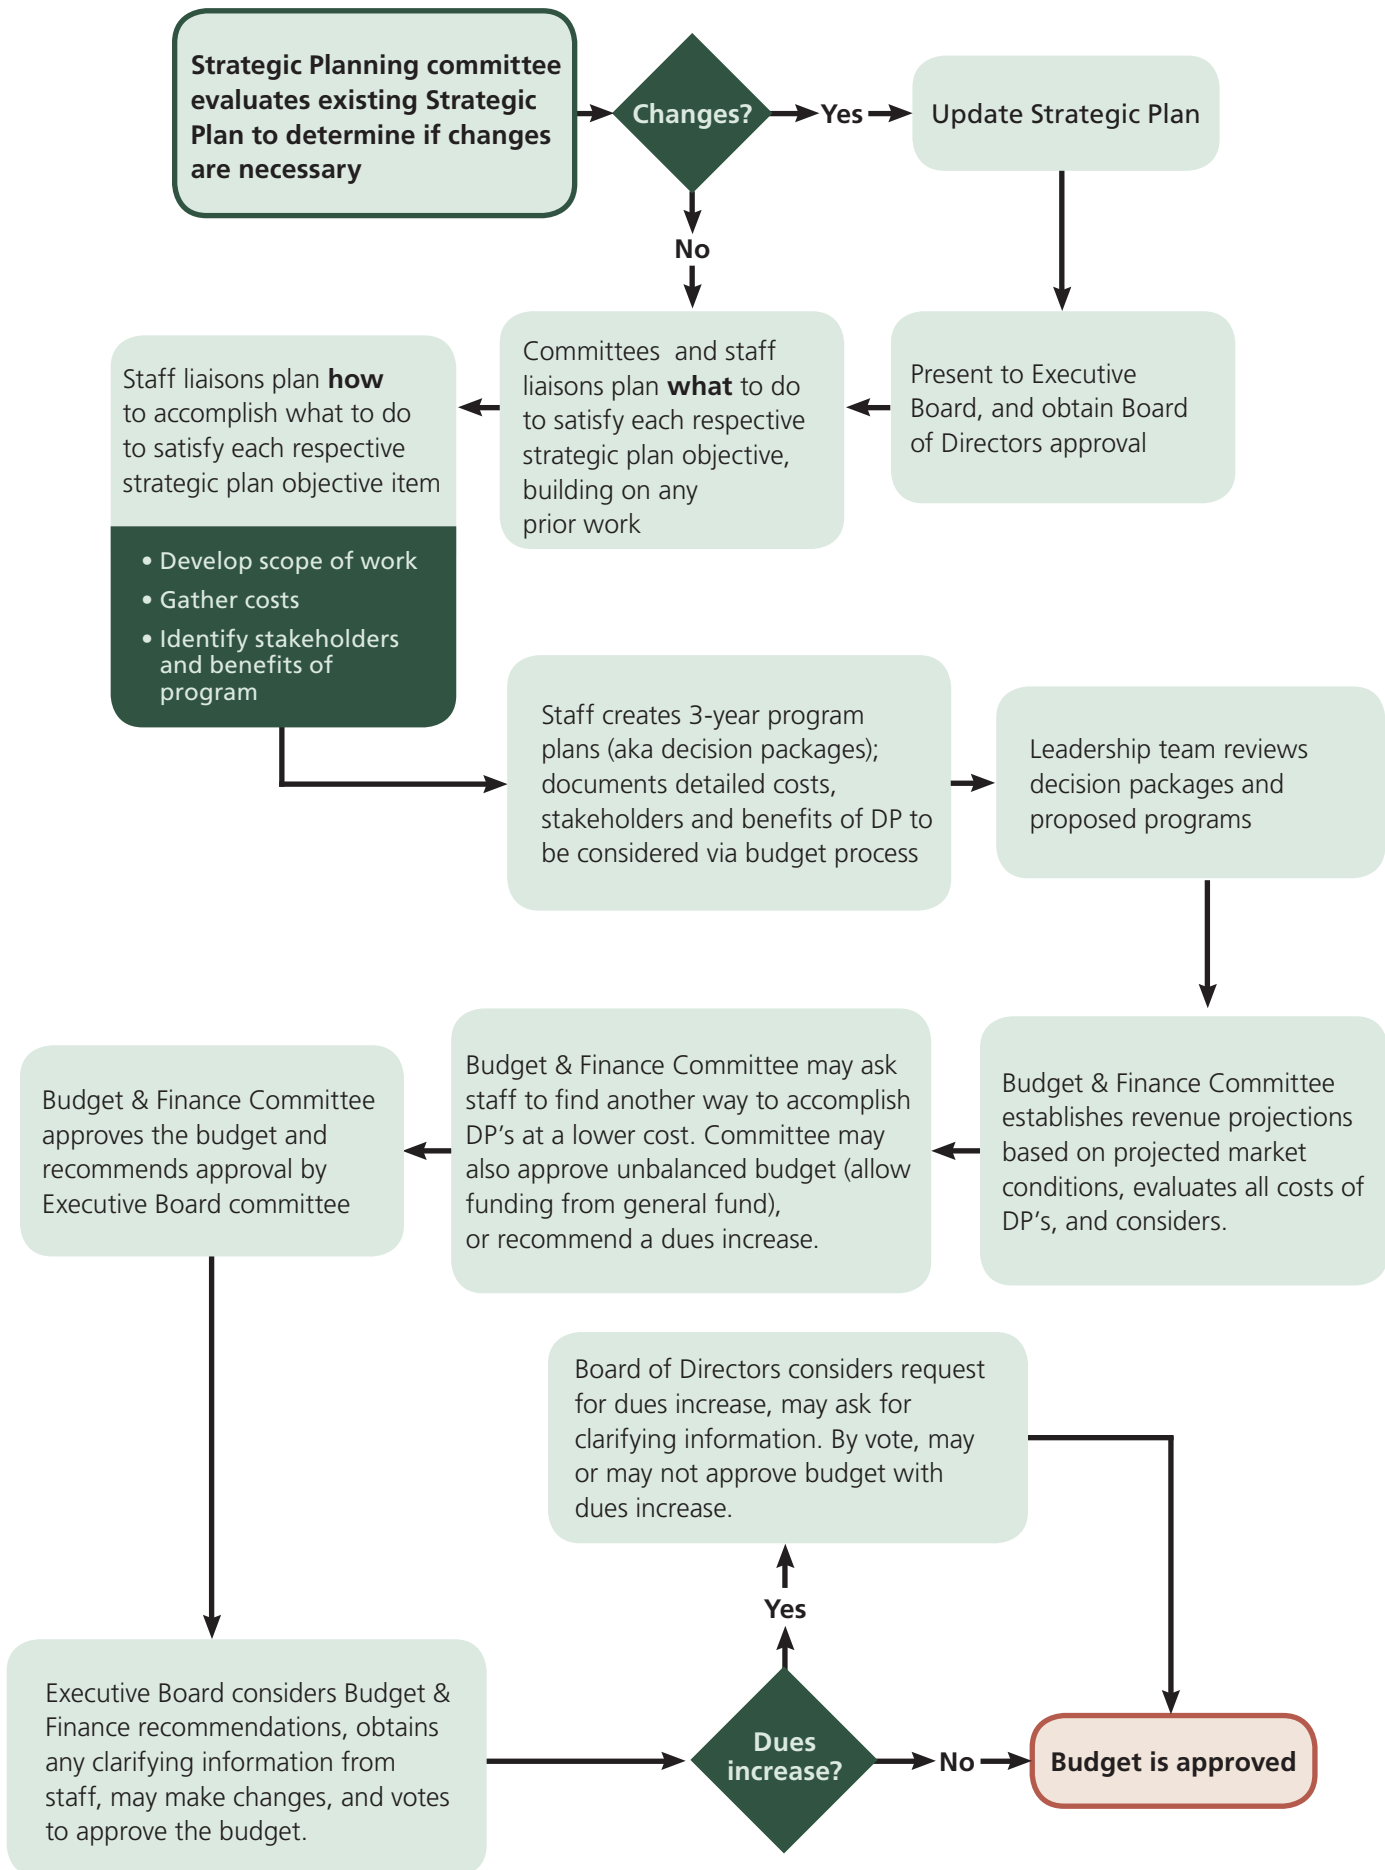 Strategic Planning committee
evaluates existing Strategic
Plan to determine if changes
are necessary
Changes?
Yes
Update Strategic Plan
No
Present to Executive
Board, and obtain Board
of Directors approval
Committees and staff
liaisons plan what to do
to satisfy each respective
strategic plan objective,
building on any
prior work
Staff liaisons plan how
to accomplish what to do
to satisfy each respective
strategic plan objective item
• Develop scope of work
• Gather costs
• Identify stakeholders
and benefits of
program
Staff creates 3-year program
plans (aka decision packages);
documents detailed costs,
stakeholders and benefits of DP to
be considered via budget process
Leadership team reviews
decision packages and
proposed programs
Budget & Finance Committee
establishes revenue projections
based on projected market
conditions, evaluates all costs of
DP’s, and considers.
Budget & Finance Committee may ask
staff to find another way to accomplish
DP’s at a lower cost. Committee may
also approve unbalanced budget (allow
funding from general fund),
or recommend a dues increase.
Budget & Finance Committee
approves the budget and
recommends approval by
Executive Board committee
Executive Board considers Budget &
Finance recommendations, obtains
any clarifying information from
staff, may make changes, and votes
to approve the budget.
Dues
increase?
Yes
Board of Directors considers request
for dues increase, may ask for
clarifying information. By vote, may
or may not approve budget with
dues increase.
No
Budget is approved